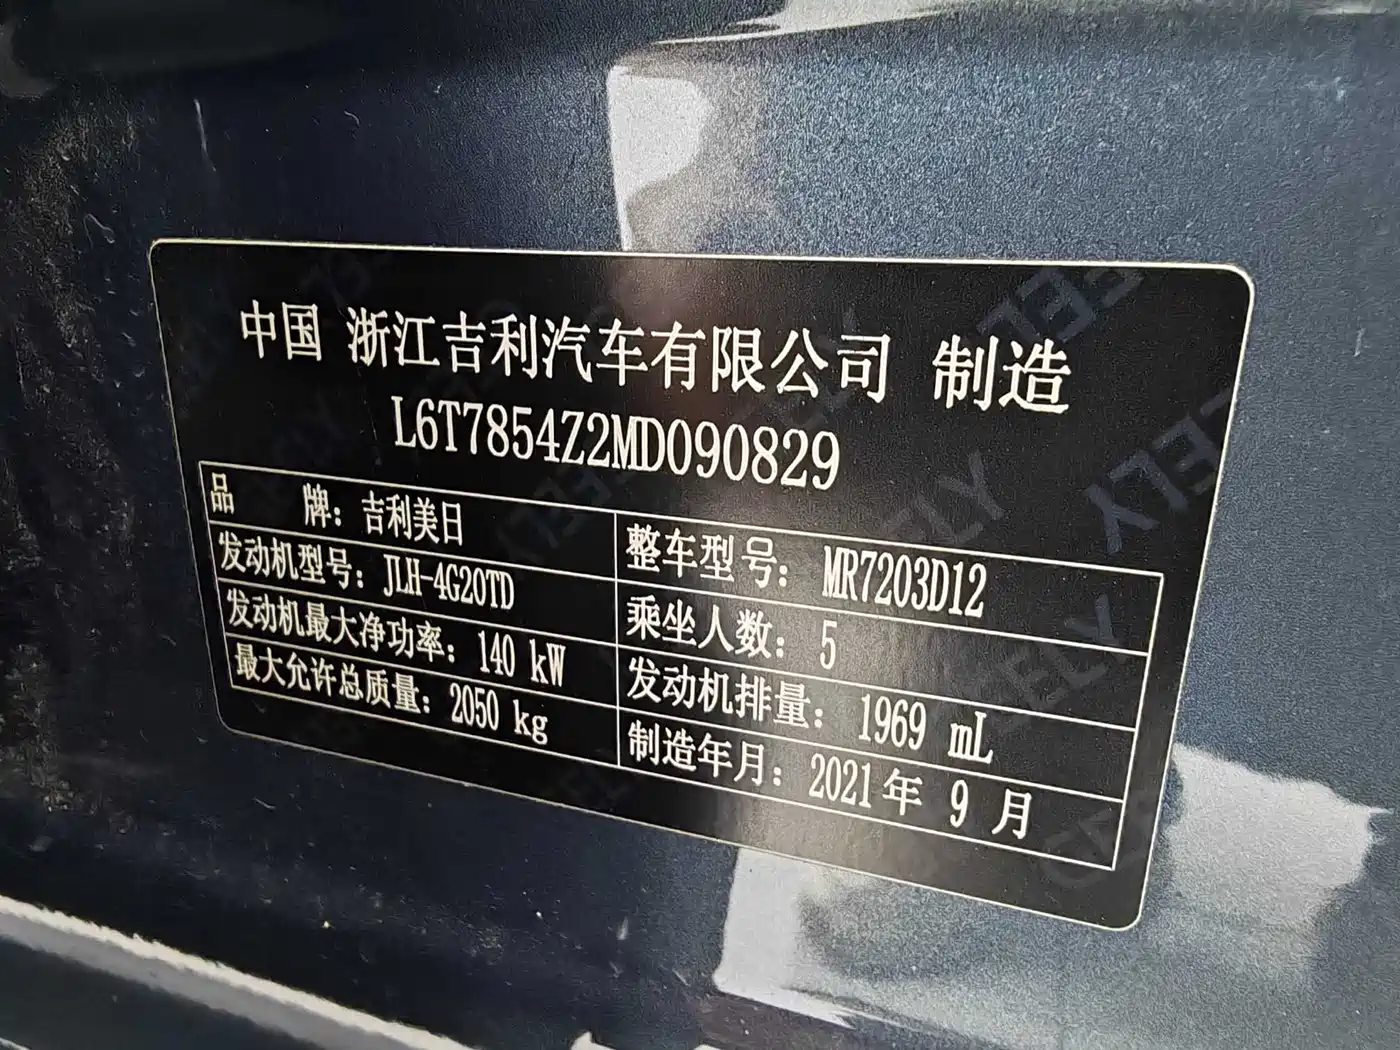 中国 浙江吉利汽车有限公司 制造
L6T7854Z2MD090829
品 牌：吉利美日 整车型号：MR7203D12
发动机型号：JLH-4G20TD 乘坐人数：5
发动机最大净功率：140 kW 发动机排量：1969 mL
最大允许总质量：2050 kg 制造年月：2021年 9 月